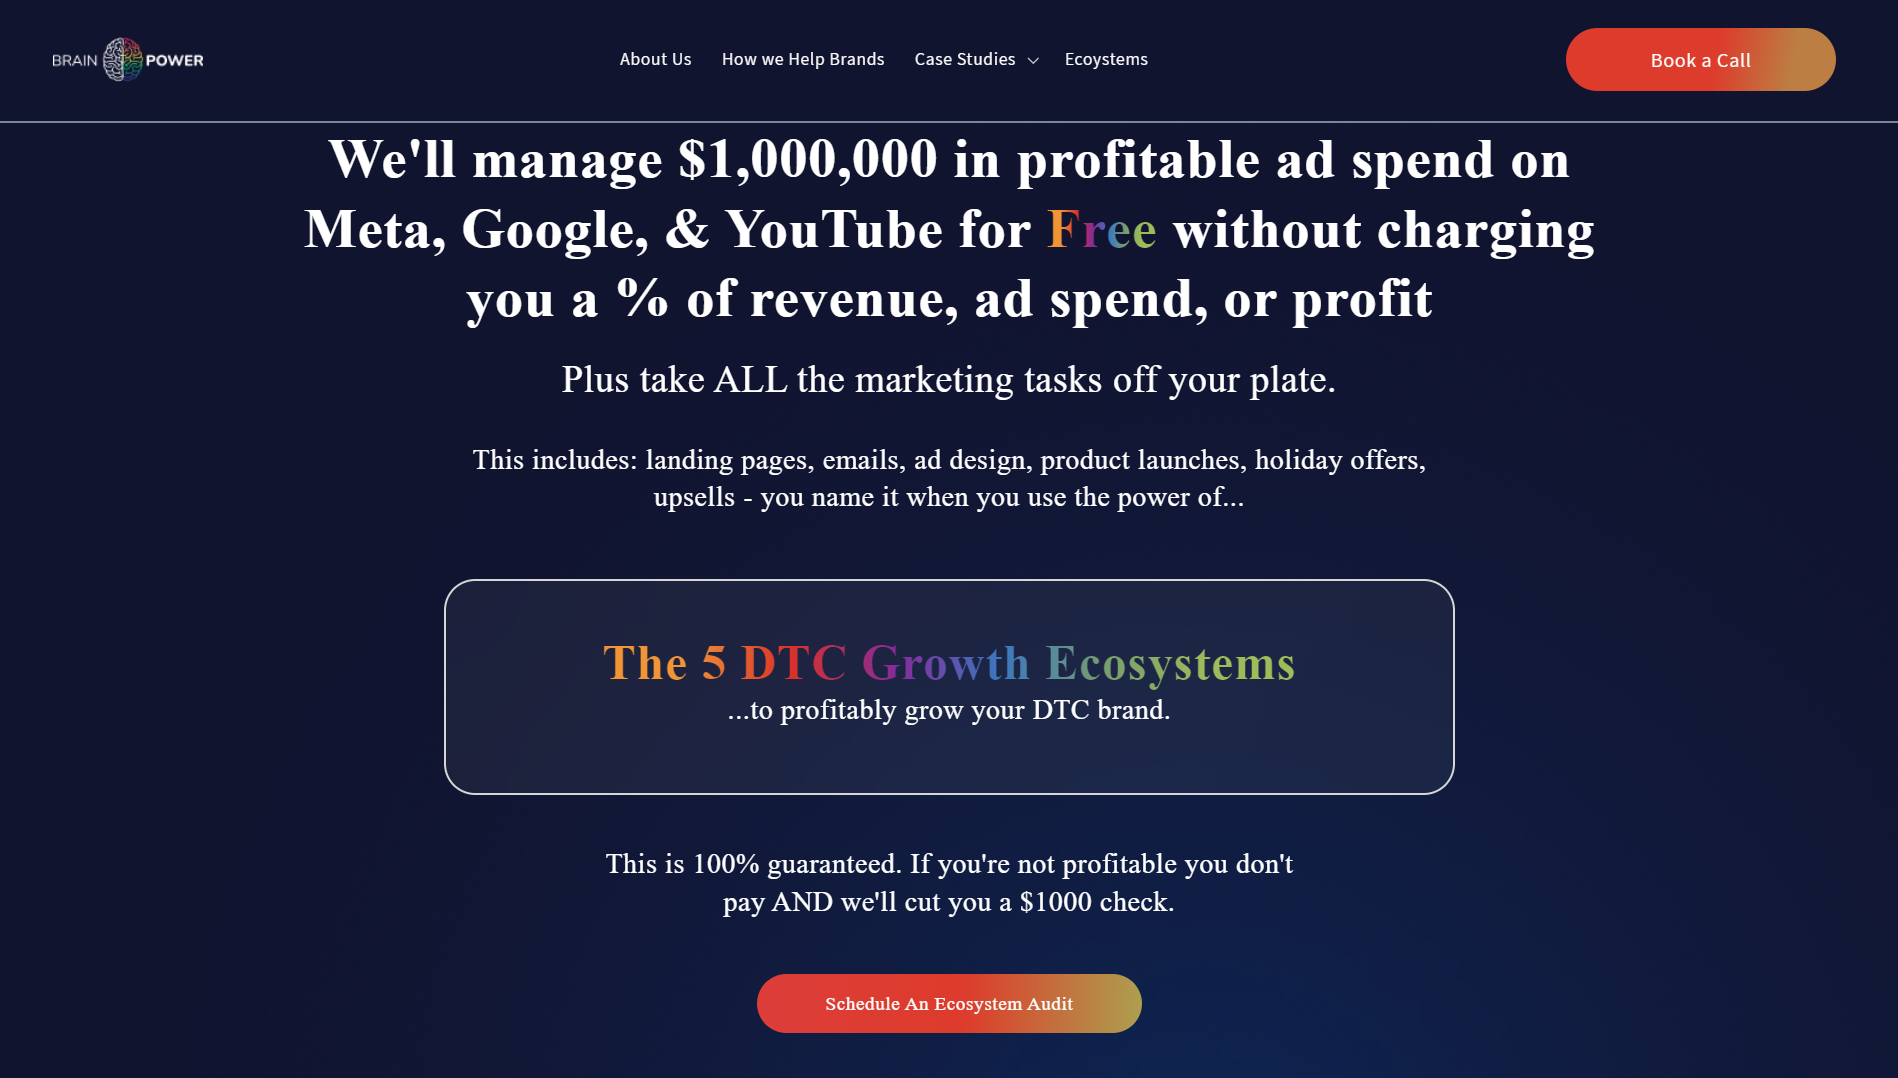 BRAIN POWER
About Us
How we Help Brands
Case Studies
Ecoystems
Book a Call
We'll manage $1,000,000 in profitable ad spend on
Meta, Google, & YouTube for Free without charging
you a % of revenue, ad spend, or profit
Plus take ALL the marketing tasks off your plate.
This includes: landing pages, emails, ad design, product launches, holiday offers,
upsells - you name it when you use the power of...
The 5 DTC Growth Ecosystems
...to profitably grow your DTC brand.
This is 100% guaranteed. If you're not profitable you don't
pay AND we'll cut you a $1000 check.
Schedule An Ecosystem Audit